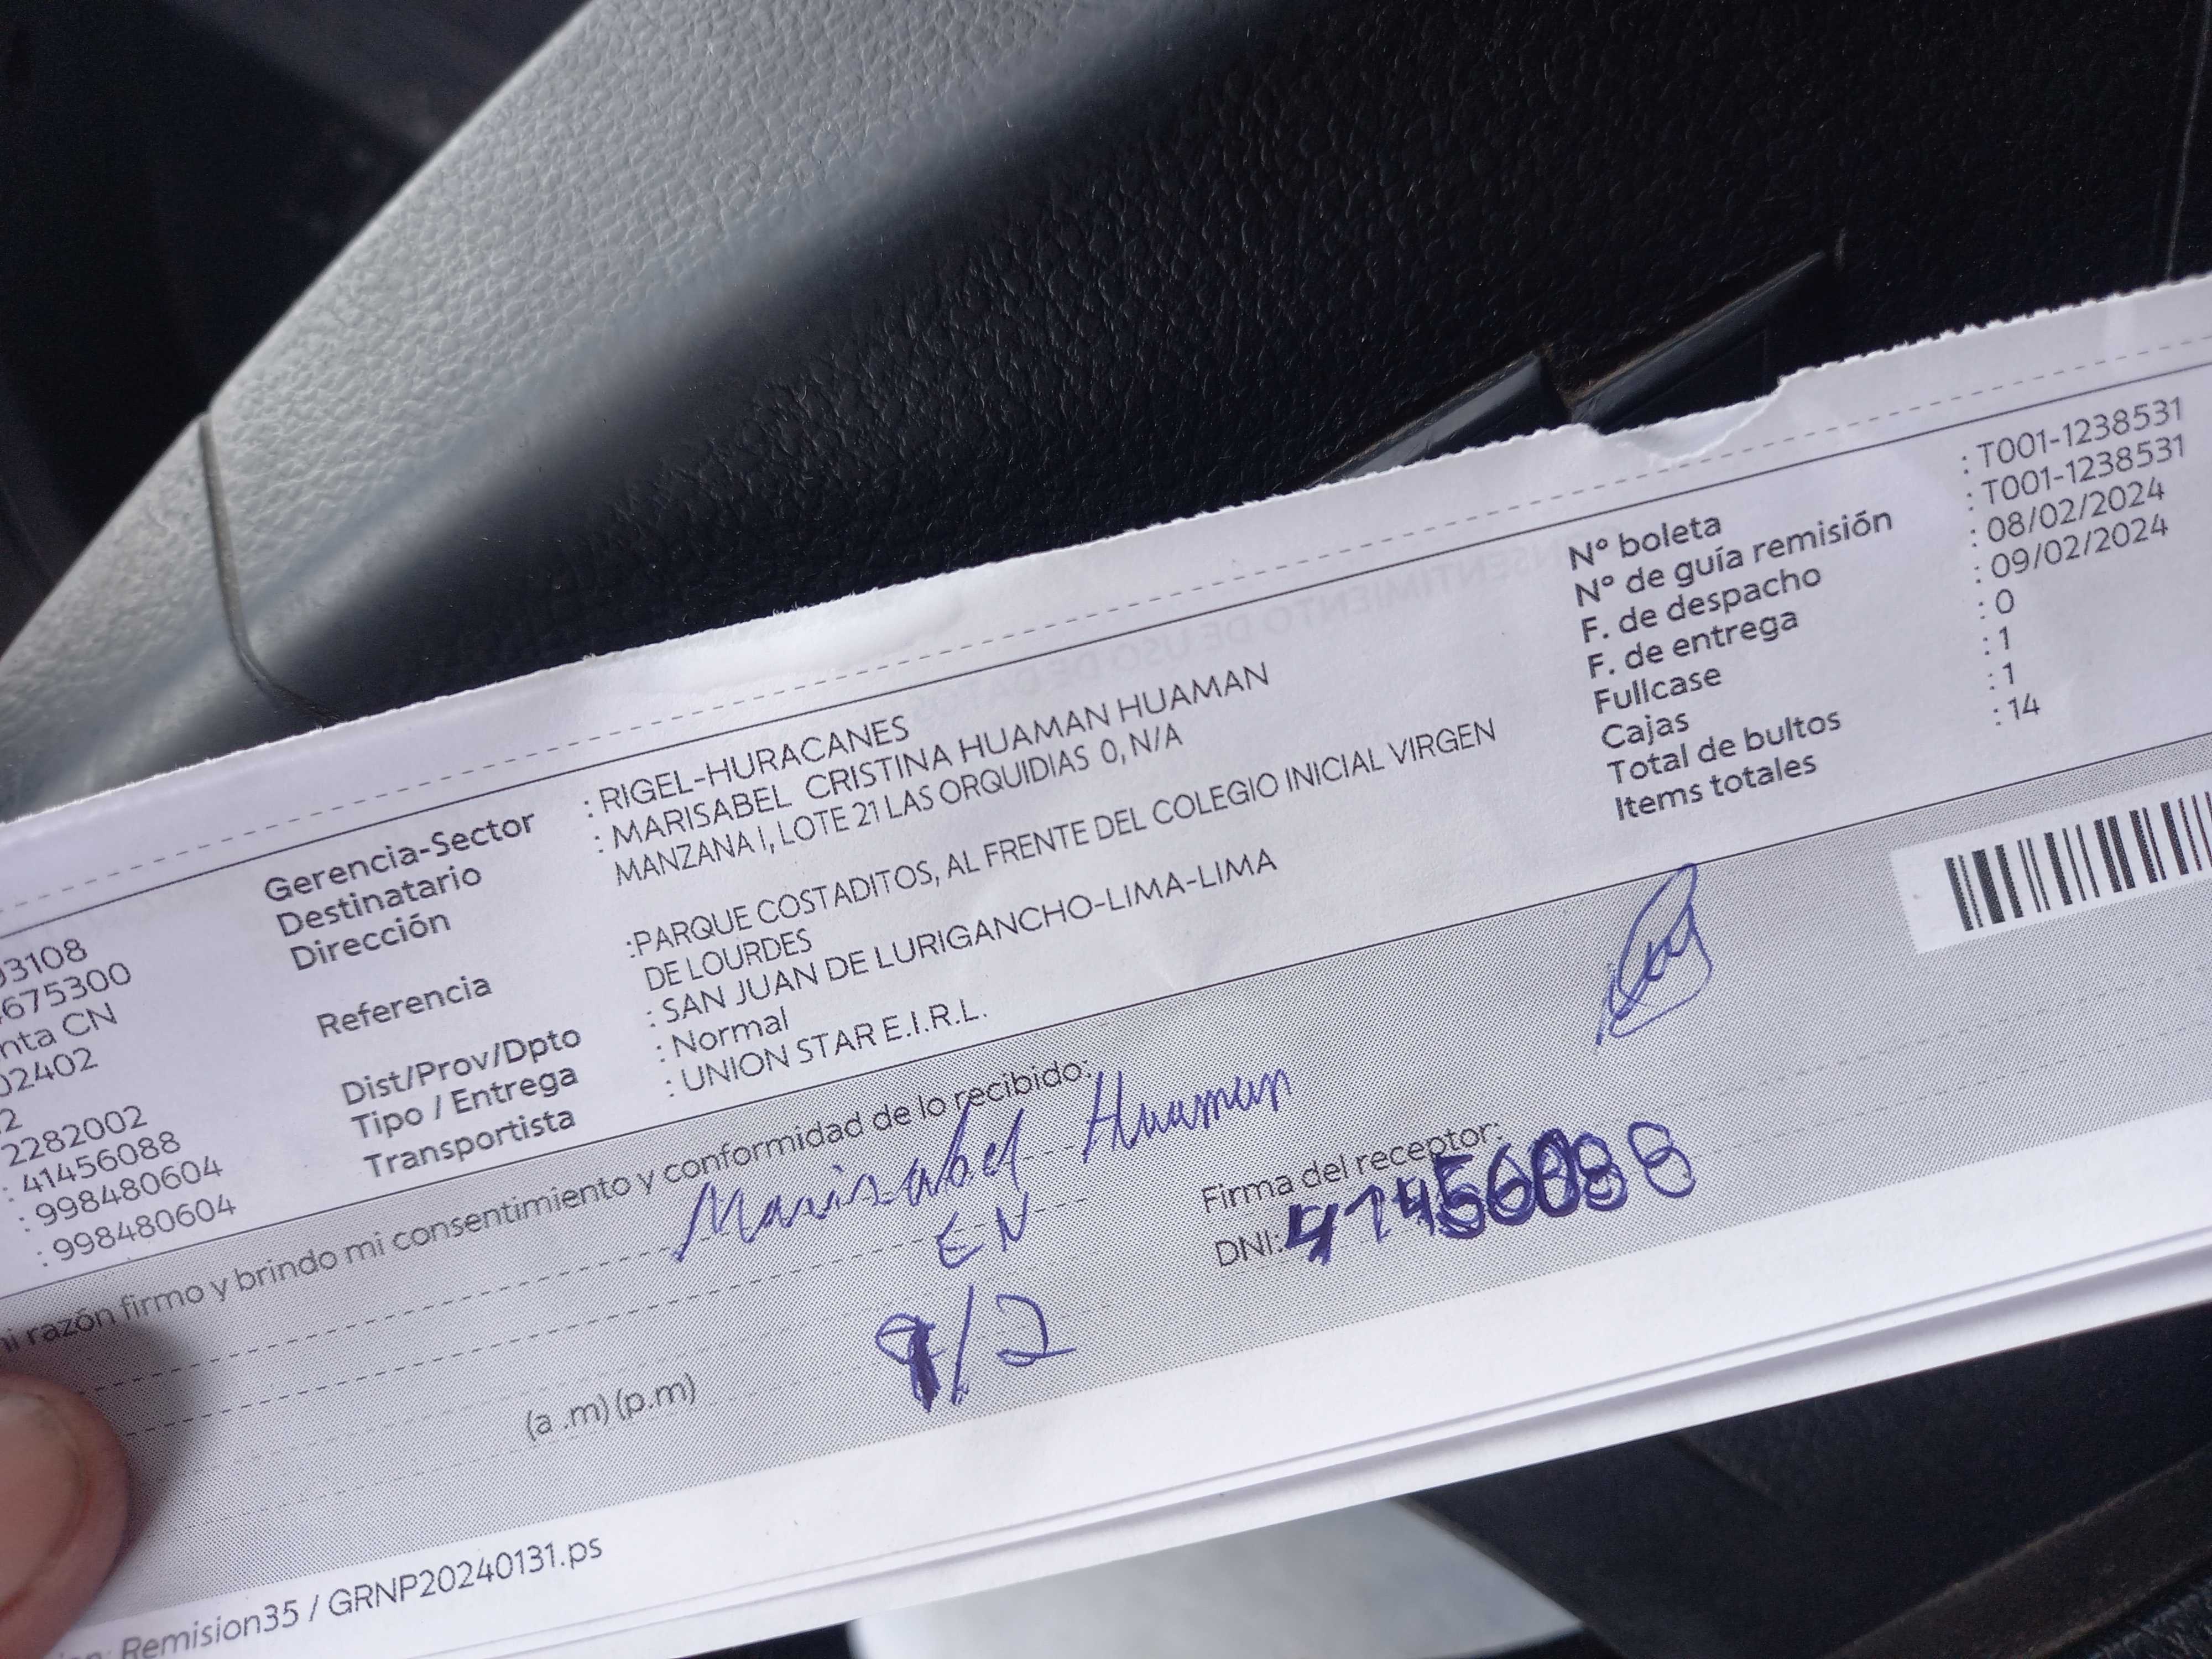 93108
675300
nta CN
02402
2
2282002
: 41456088
: 998480604
: 998480604
Gerencia-Sector : RIGEL-HURACANES
Destinatario : MARISABEL CRISTINA HUAMAN HUAMAN
Dirección MANZANA I, LOTE 21 LAS ORQUIDIAS 0, N/A
Referencia :PARQUE COSTADITOS, AL FRENTE DEL COLEGIO INICIAL VIRGEN
DE LOURDES
Dist/Prov/Dpto : SAN JUAN DE LURIGANCHO-LIMA-LIMA
Tipo / Entrega : Normal
Transportista : UNION STAR E.I.R.L.
N° boleta : T001-1238531
N° de guía remisión : T001-1238531
F. de despacho : 08/02/2024
F. de entrega : 09/02/2024
Fullcase : 0
Cajas : 1
Total de bultos : 1
Items totales : 14
ni razón firmo y brindo mi consentimiento y conformidad de lo recibido:
Marisabel Huaman
EN
Firma del receptor:
DNI: 41456088
9/2
(a .m) (p.m)
Remision35 / GRNP20240131.ps